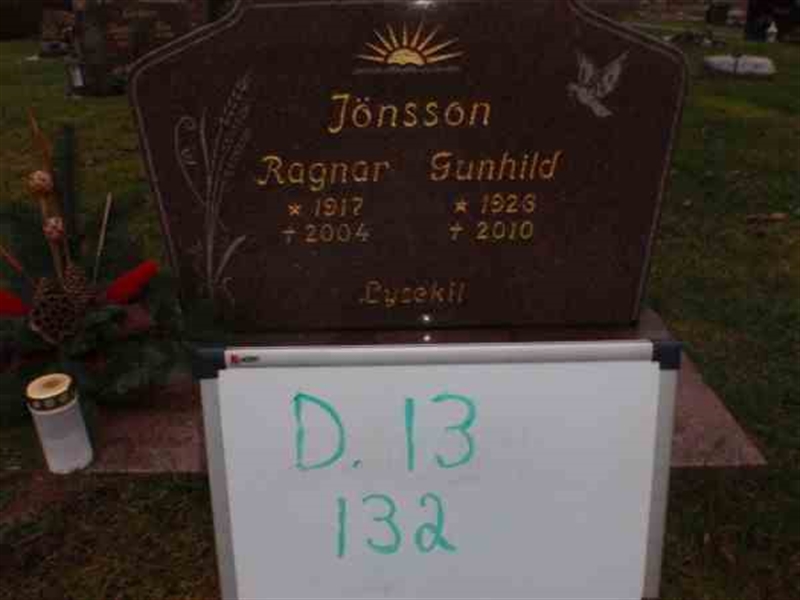 Jönsson
Ragnar Gunhild
* 1917 * 1926
† 2004 † 2010
Lysekil
D. 13
132